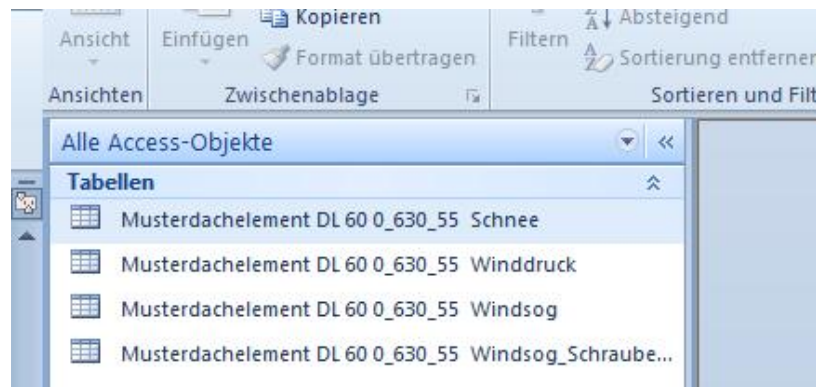 Kopieren
Absteigend
Ansicht
Einfügen
Format übertragen
Filtern
Sortierung entfernen
Ansichten
Zwischenablage
Sortieren und Filt
Alle Access-Objekte
Tabellen
Musterdachelement DL 60 0_630_55 Schnee
Musterdachelement DL 60 0_630_55 Winddruck
Musterdachelement DL 60 0_630_55 Windsog
Musterdachelement DL 60 0_630_55 Windsog_Schraube...